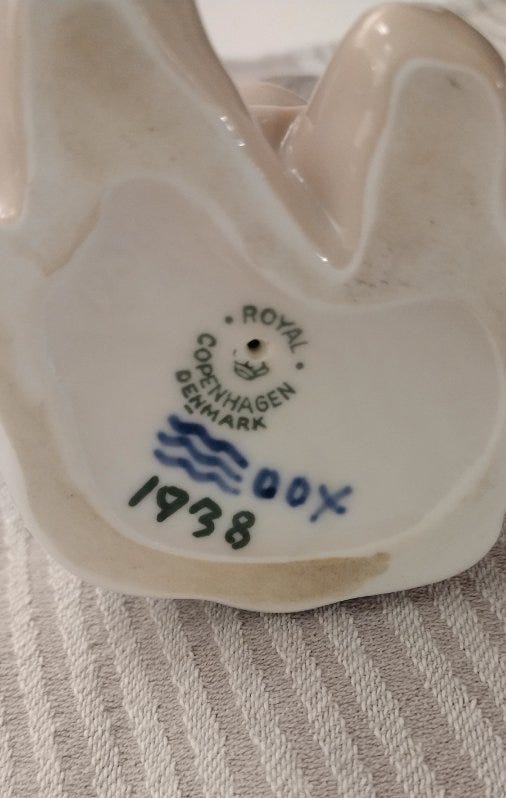 ROYAL
COPENHAGEN
DENMARK
OOX
1938